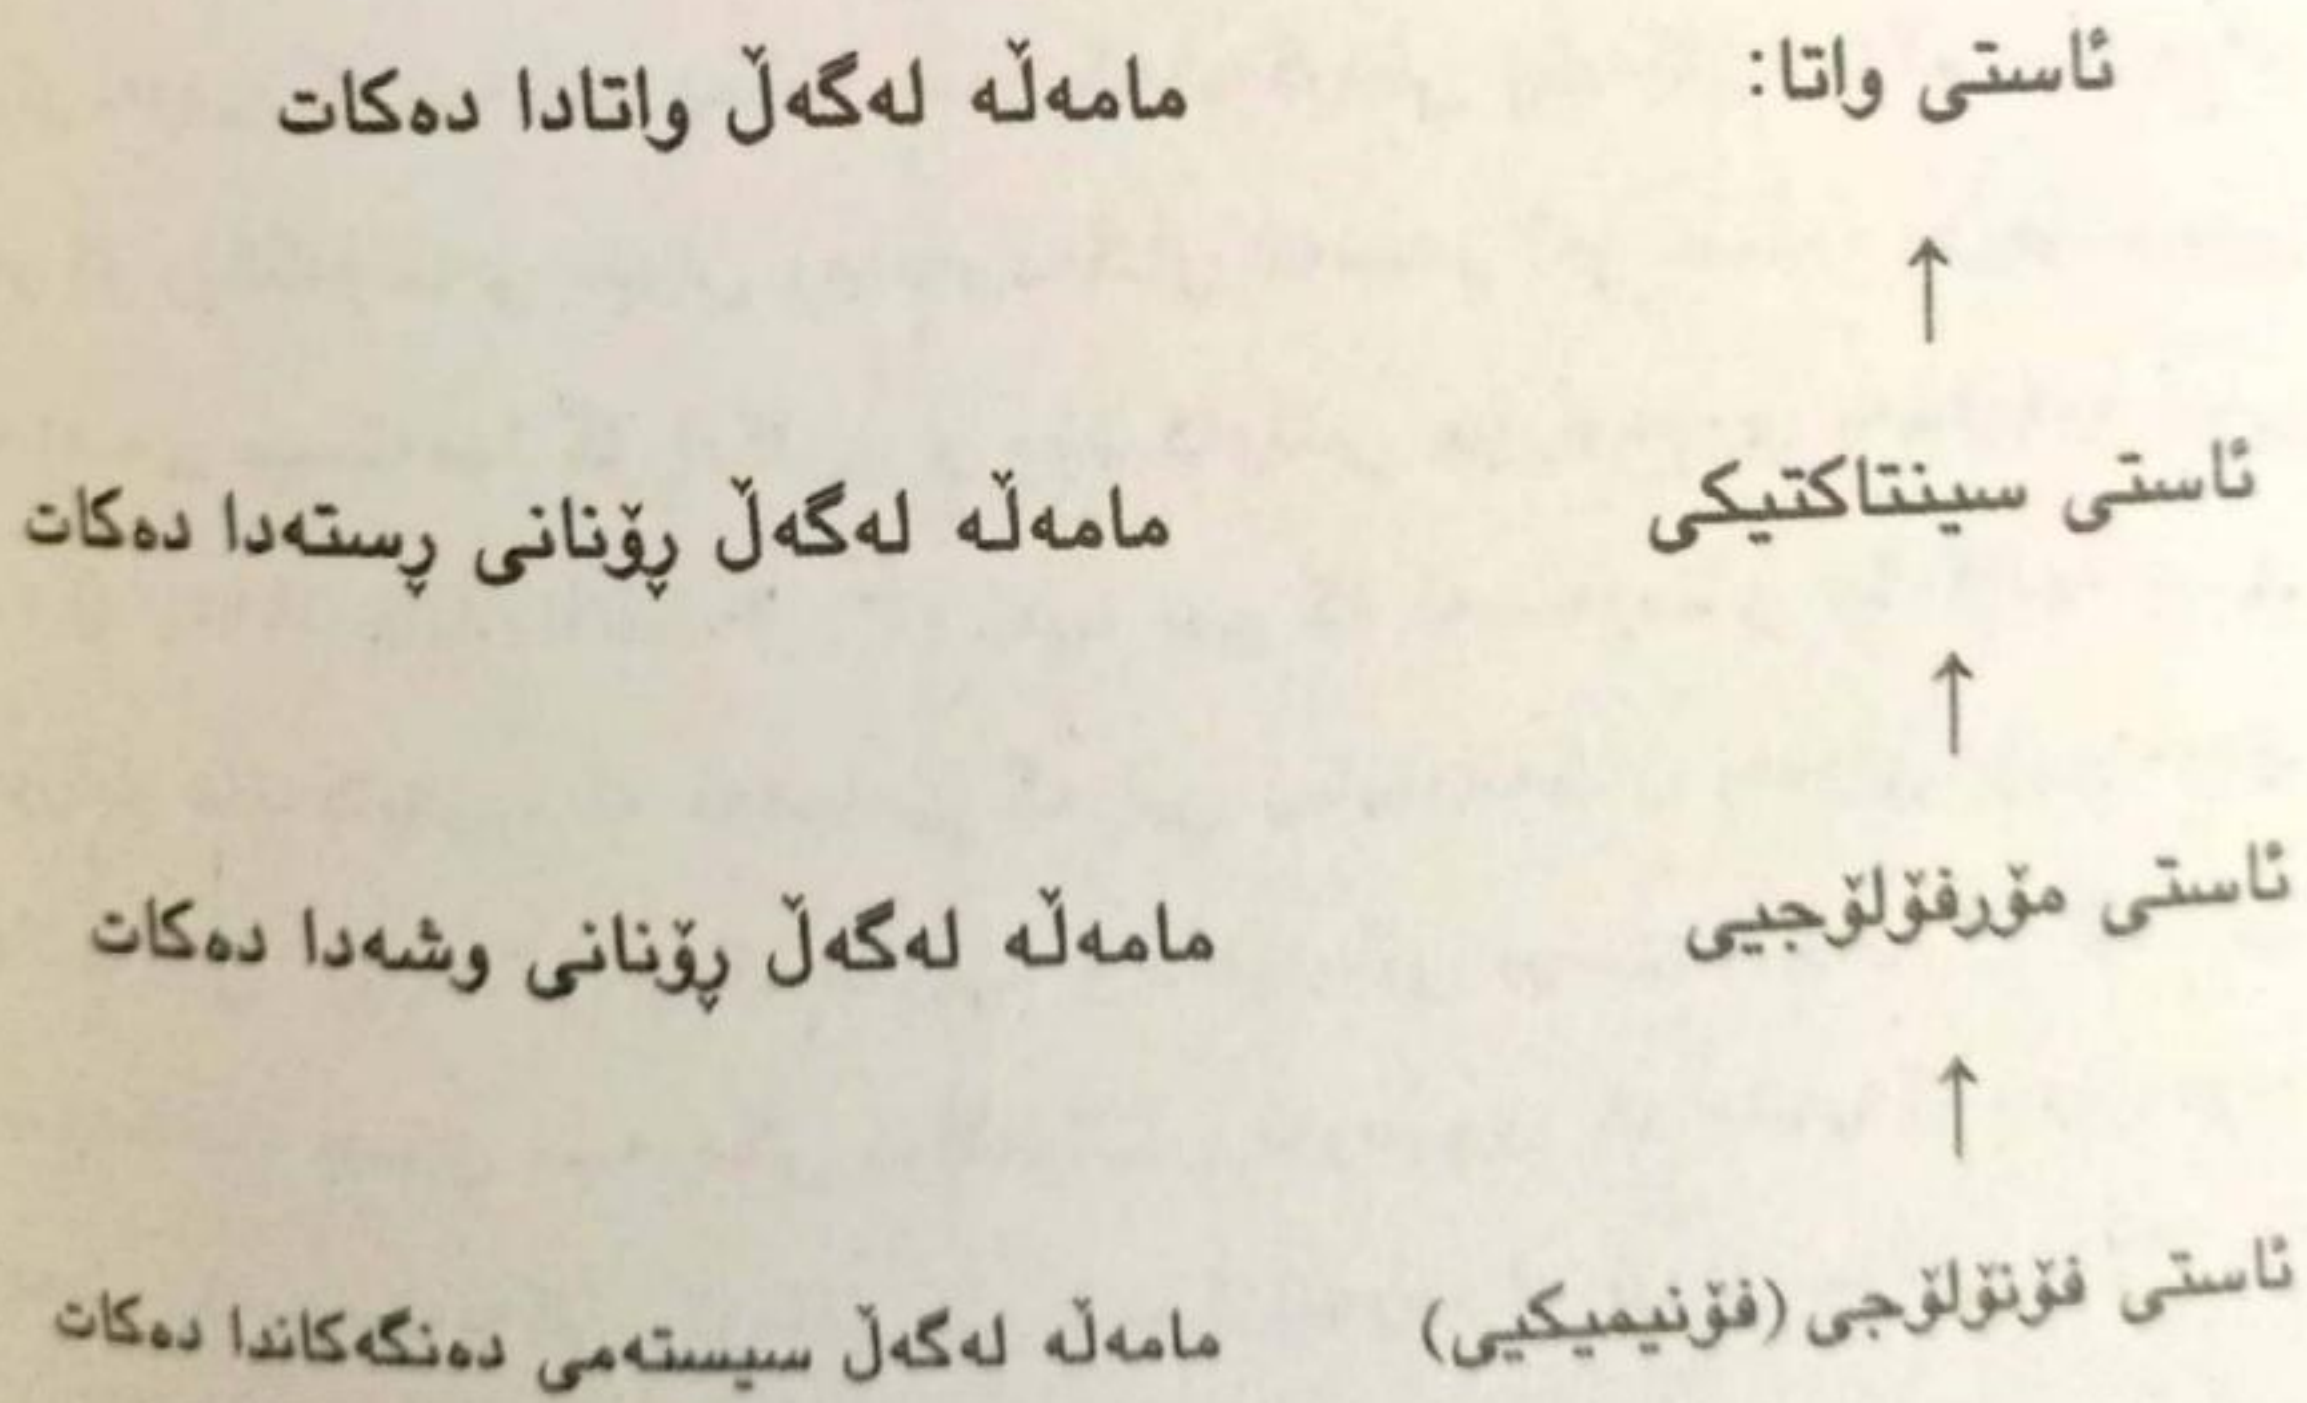 ئاستی واتا: مامەڵە لەگەڵ واتادا دەکات
↑
ئاستی سینتاکتیکی مامەڵە لەگەڵ ڕۆنانی ڕستەدا دەکات
↑
ئاستی مۆرفۆلۆجیی مامەڵە لەگەڵ ڕۆنانی وشەدا دەکات
↑
ئاستی فۆنۆلۆجی (فۆنیمیکیی) مامەڵە لەگەڵ سیستەمی دەنگەکاندا دەکات